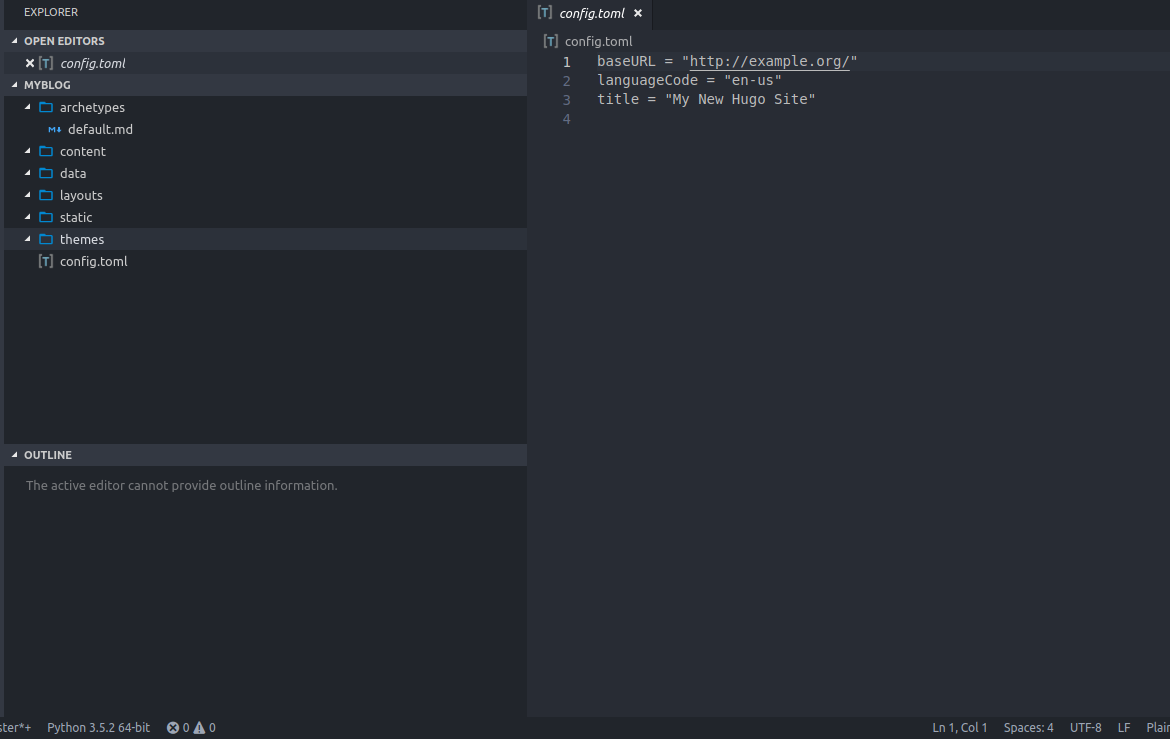 EXPLORER
OPEN EDITORS
[T] config.toml
MYBLOG
archetypes
M↓ default.md
content
data
layouts
static
themes
[T] config.toml
OUTLINE
The active editor cannot provide outline information.
[T] config.toml
[T] config.toml
1 baseURL = "http://example.org/"
2 languageCode = "en-us"
3 title = "My New Hugo Site"
4
ster*+ Python 3.5.2 64-bit 0 0 Ln 1, Col 1 Spaces: 4 UTF-8 LF Plain